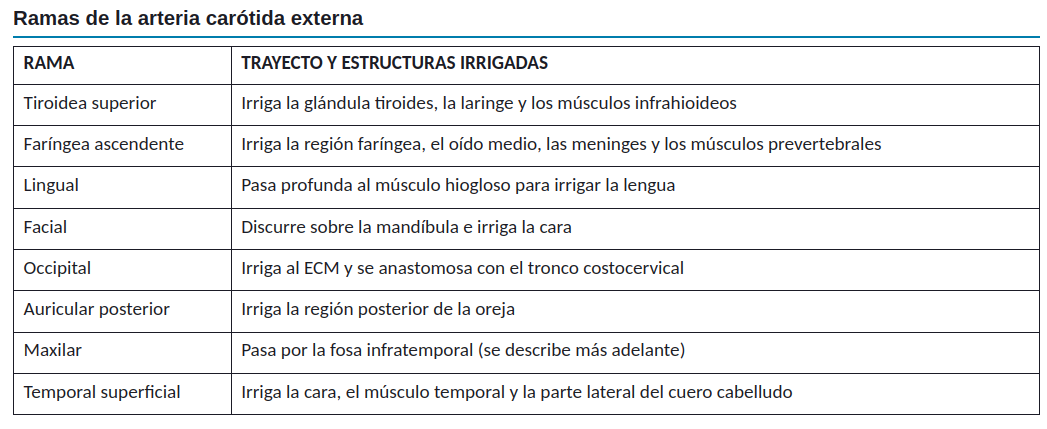 Ramas de la arteria carótida externa
RAMA TRAYECTO Y ESTRUCTURAS IRRIGADAS
Tiroidea superior Irriga la glándula tiroides, la laringe y los músculos infrahioideos
Faríngea ascendente Irriga la región faríngea, el oído medio, las meninges y los músculos prevertebrales
Lingual Pasa profunda al músculo hiogloso para irrigar la lengua
Facial Discurre sobre la mandíbula e irriga la cara
Occipital Irriga al ECM y se anastomosa con el tronco costocervical
Auricular posterior Irriga la región posterior de la oreja
Maxilar Pasa por la fosa infratemporal (se describe más adelante)
Temporal superficial Irriga la cara, el músculo temporal y la parte lateral del cuero cabelludo